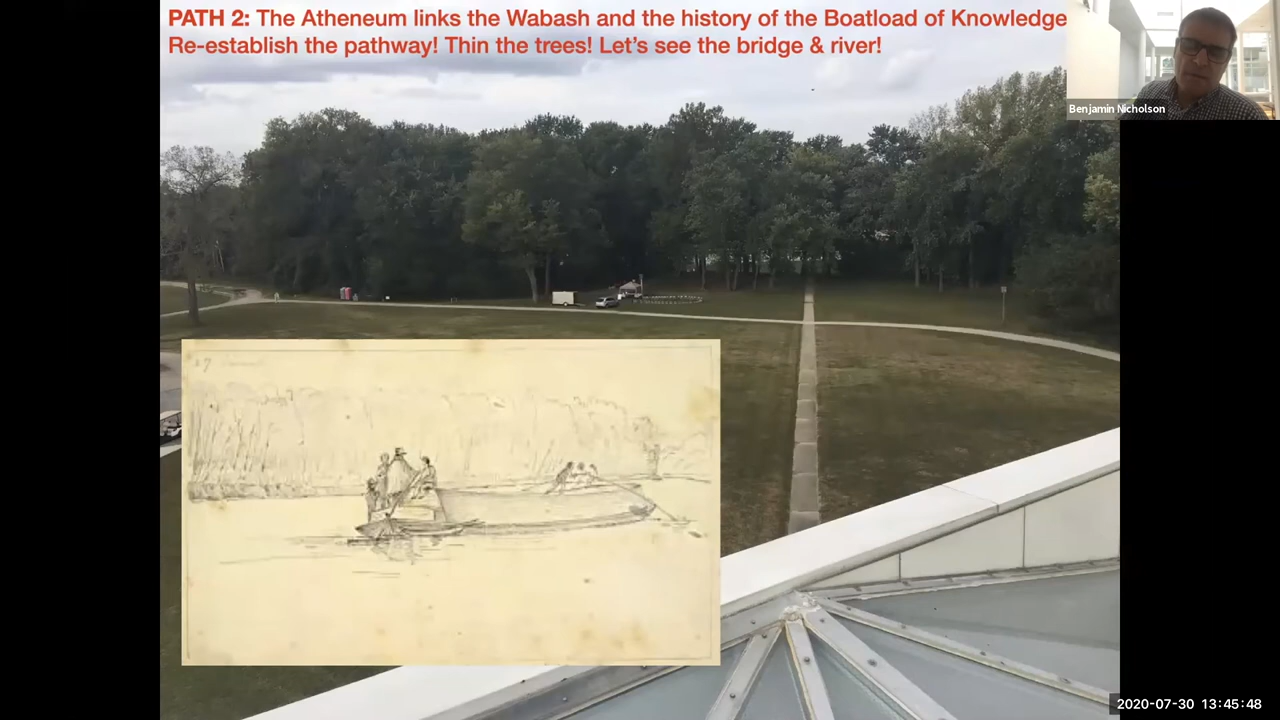 PATH 2: The Atheneum links the Wabash and the history of the Boatload of Knowledge
Re-establish the pathway! Thin the trees! Let’s see the bridge & river!
Benjamin Nicholson
27
2020-07-30 13:45:48